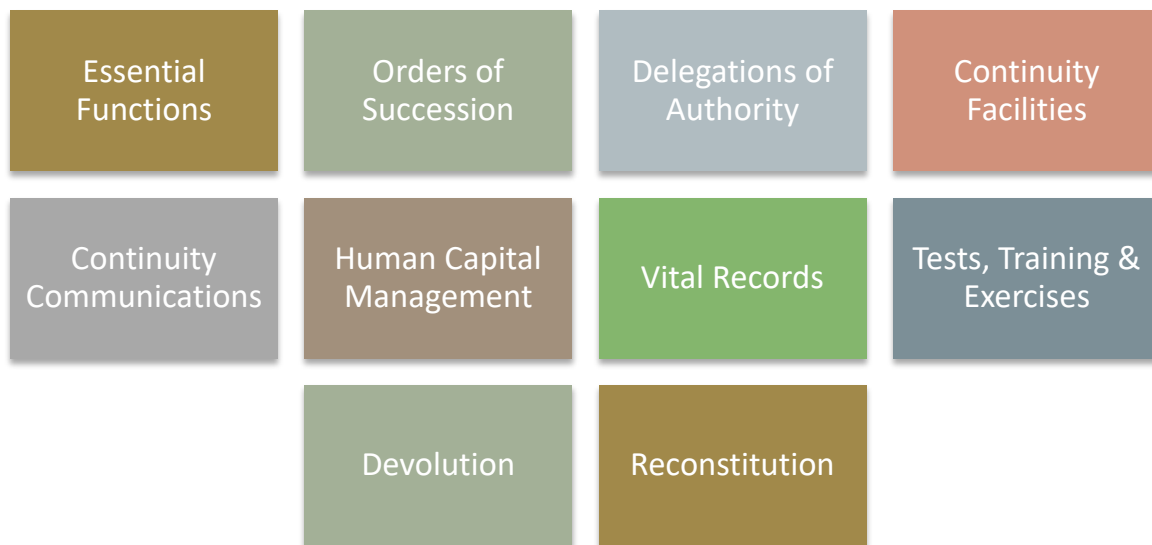 Essential
Functions
Orders of
Succession
Delegations of
Authority
Continuity
Facilities
Continuity
Communications
Human Capital
Management
Vital Records
Tests, Training &
Exercises
Devolution
Reconstitution